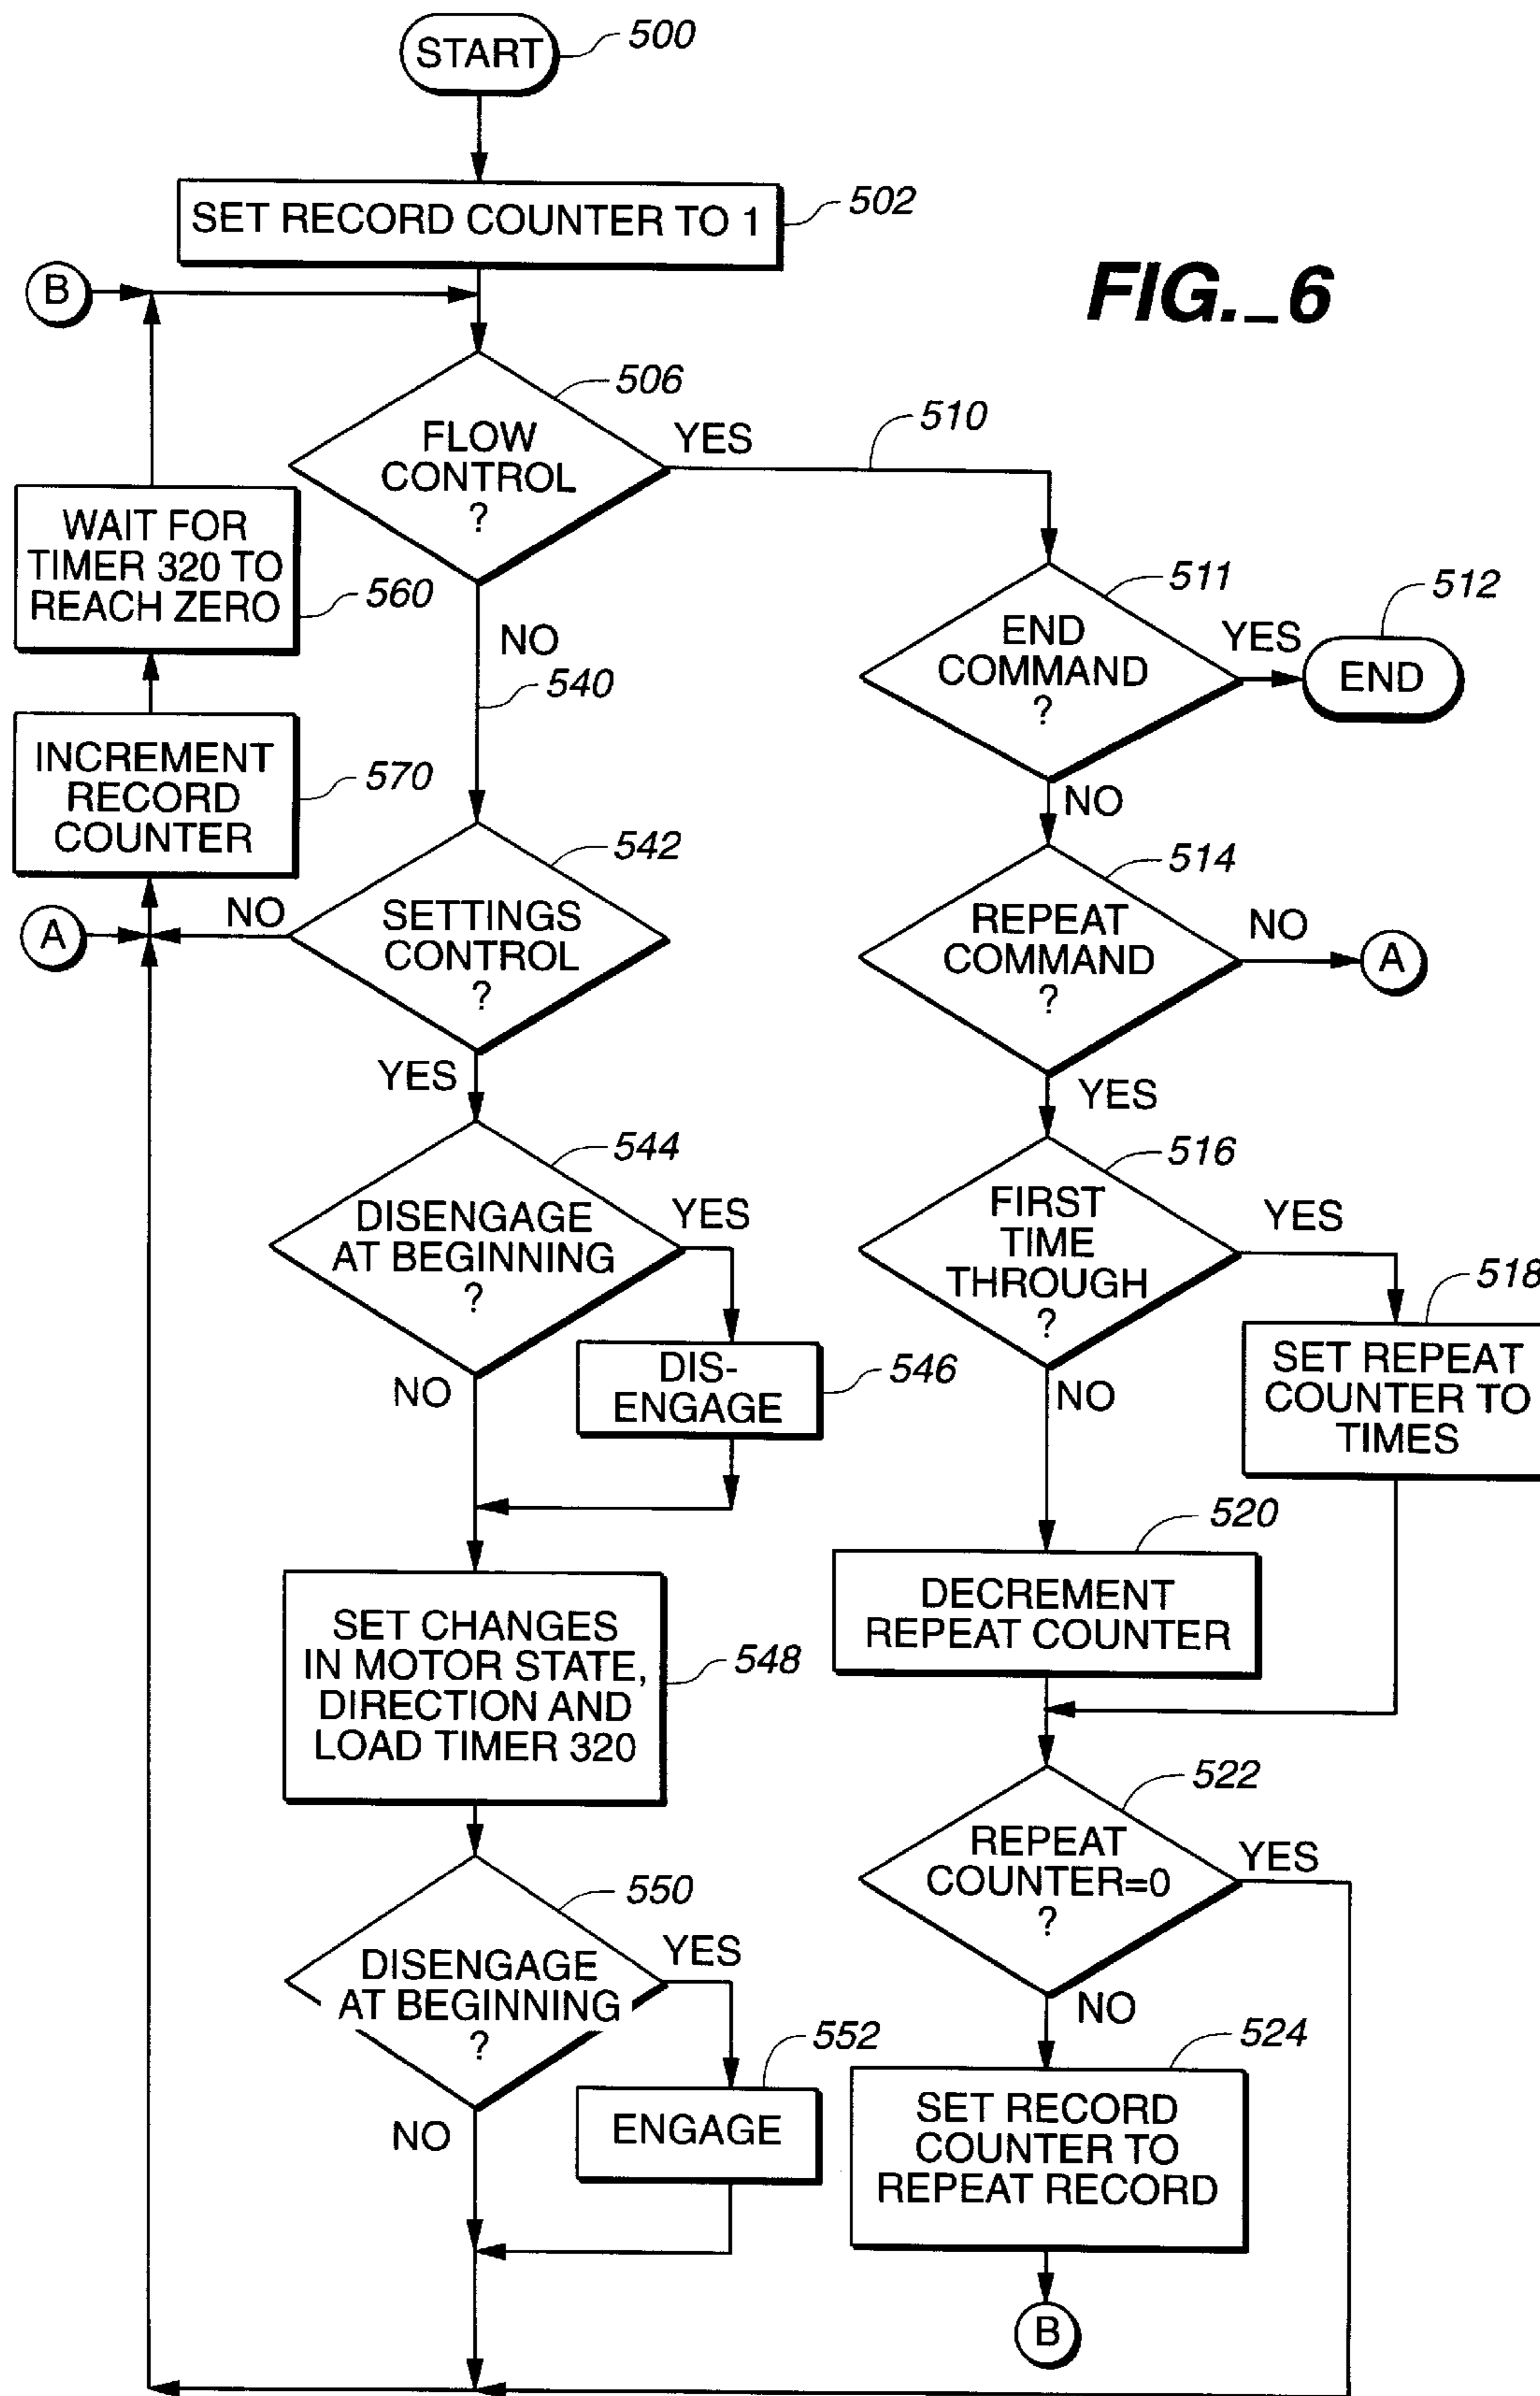 START
500
SET RECORD COUNTER TO 1
502
FIG._6
B
FLOW
CONTROL
?
506
YES
510
NO
540
WAIT FOR
TIMER 320 TO
REACH ZERO
560
INCREMENT
RECORD
COUNTER
570
END
COMMAND
?
511
YES
END
512
NO
A
NO
SETTINGS
CONTROL
?
542
YES
REPEAT
COMMAND
?
514
NO
A
YES
DISENGAGE
AT BEGINNING
?
544
YES
NO
DIS-
ENGAGE
546
FIRST
TIME
THROUGH
?
516
YES
NO
SET REPEAT
COUNTER TO
TIMES
518
DECREMENT
REPEAT COUNTER
520
SET CHANGES
IN MOTOR STATE,
DIRECTION AND
LOAD TIMER 320
548
REPEAT
COUNTER=0
?
522
YES
NO
DISENGAGE
AT BEGINNING
?
550
YES
NO
ENGAGE
552
SET RECORD
COUNTER TO
REPEAT RECORD
524
B